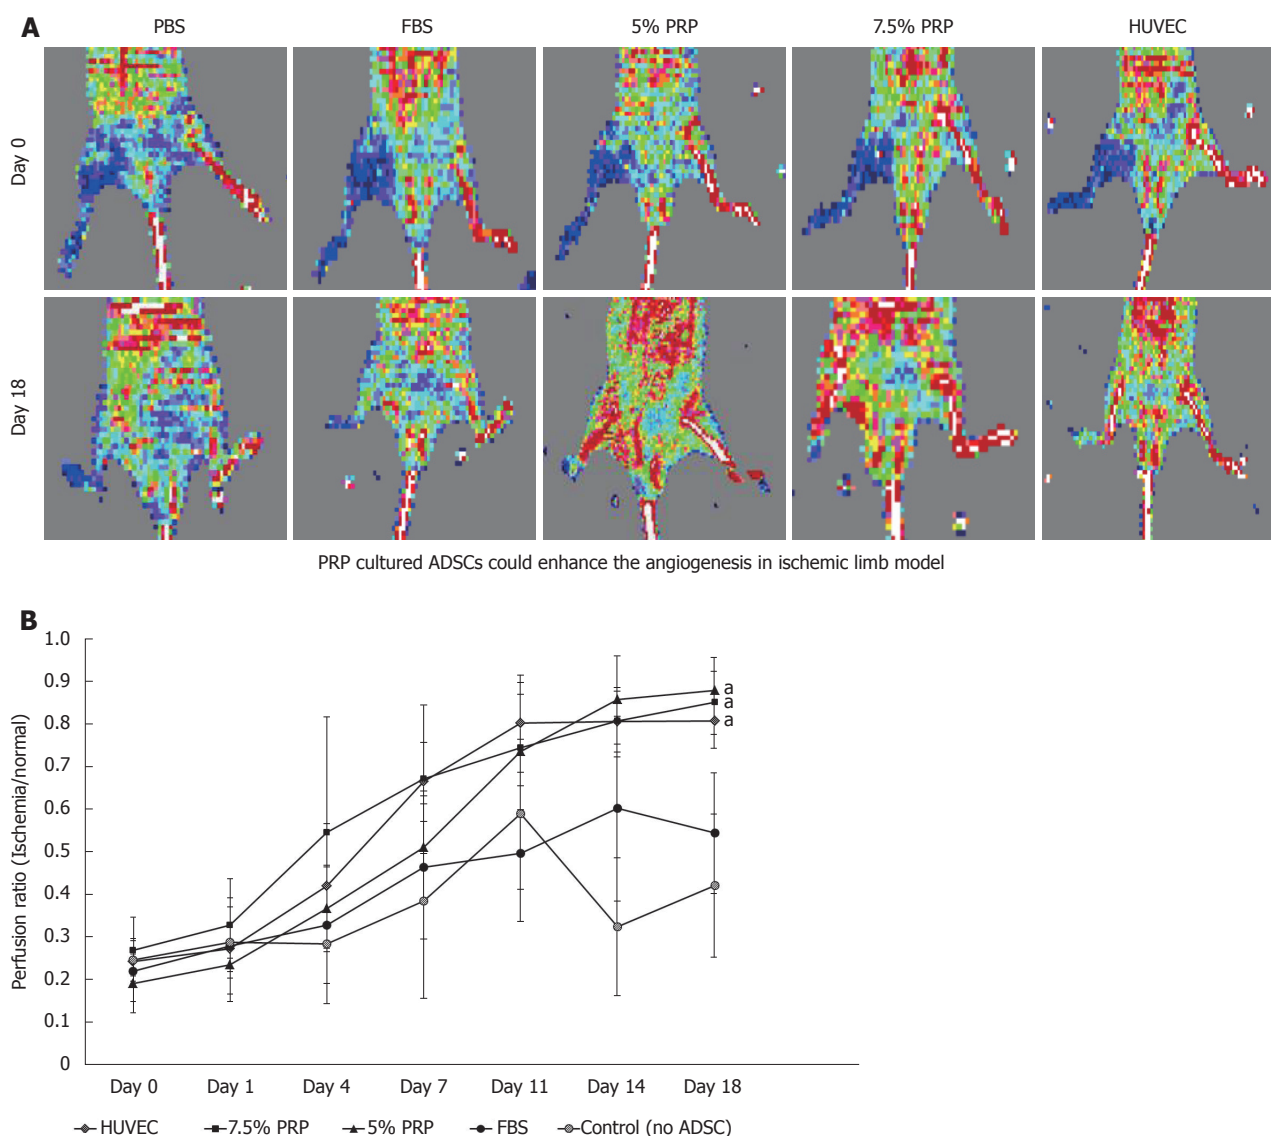 A
PBS
FBS
5% PRP
7.5% PRP
HUVEC
Day 0
Day 18
PRP cultured ADSCs could enhance the angiogenesis in ischemic limb model
B
Perfusion ratio (Ischemia/normal)
1.0
0.9
0.8
0.7
0.6
0.5
0.4
0.3
0.2
0.1
0
a
a
a
Day 0
Day 1
Day 4
Day 7
Day 11
Day 14
Day 18
HUVEC
7.5% PRP
5% PRP
FBS
Control (no ADSC)